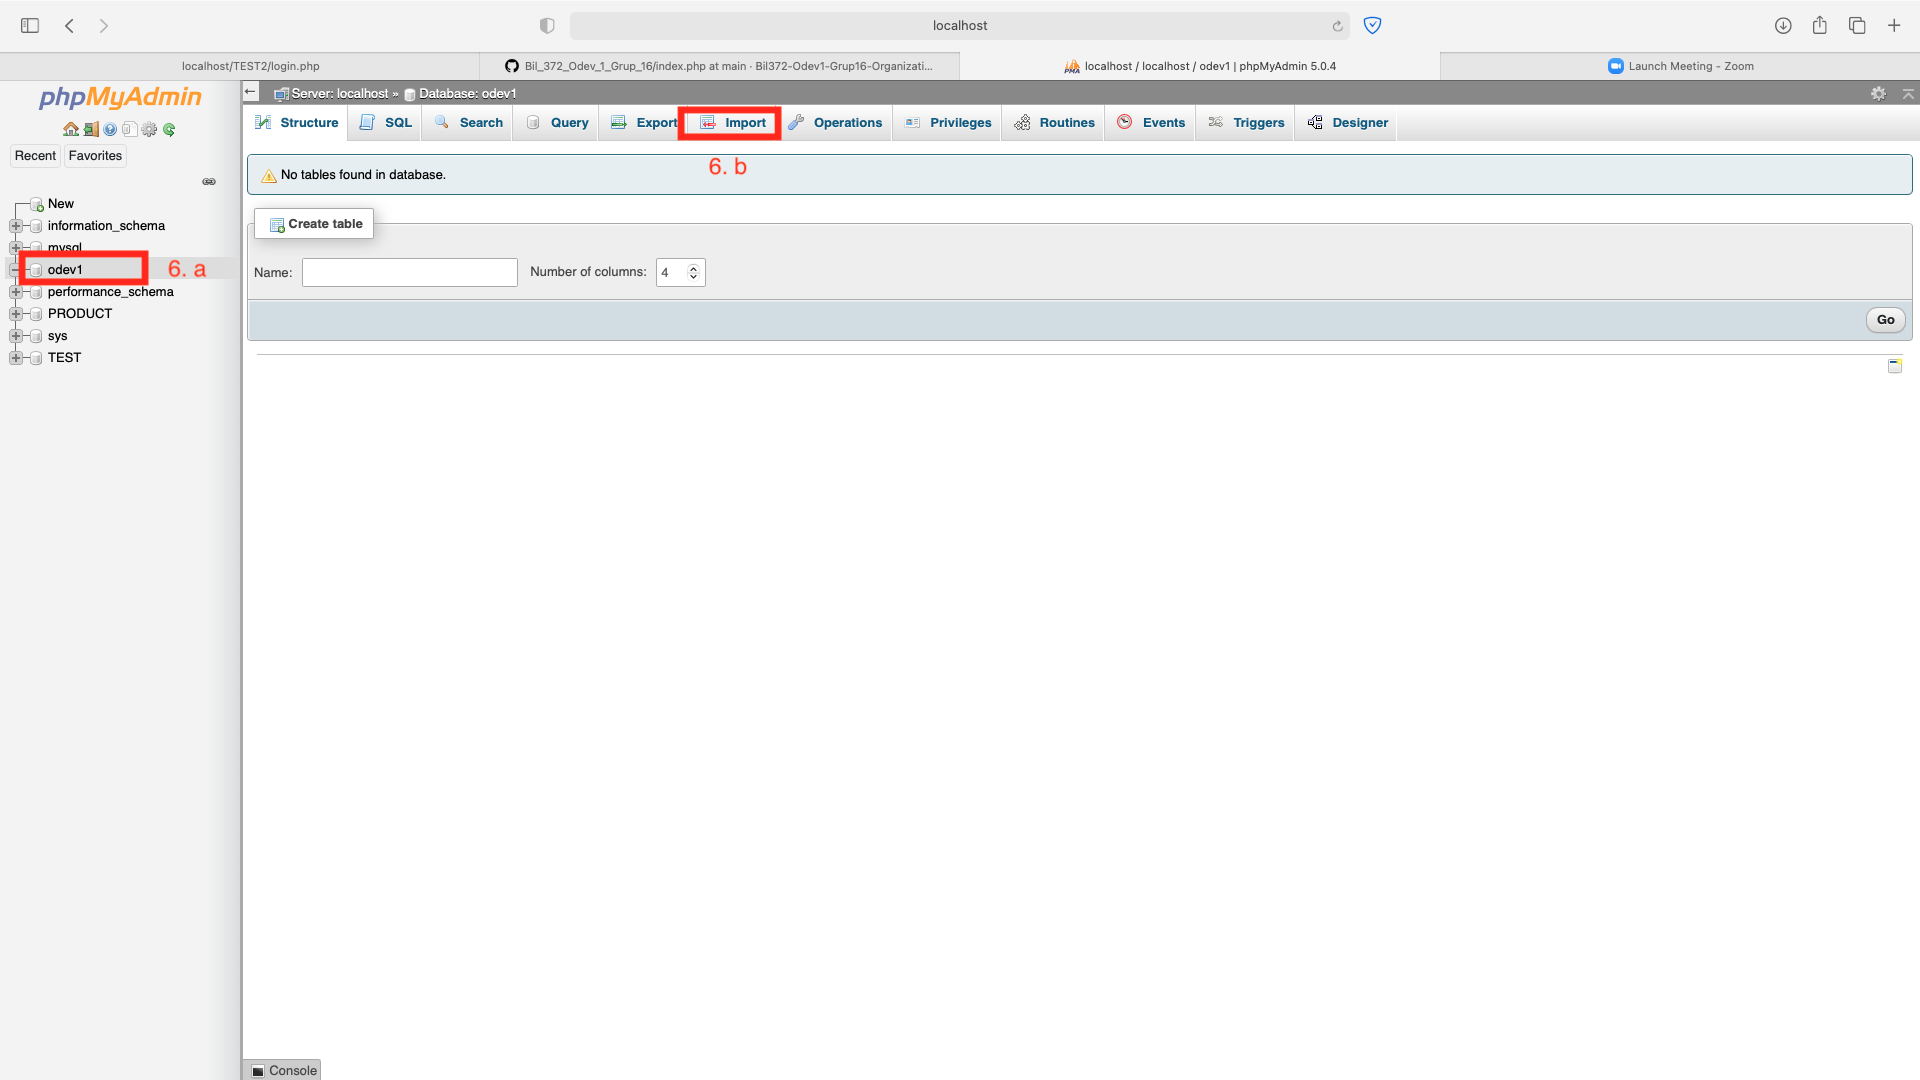 localhost
localhost/TEST2/login.php
Bil_372_Odev_1_Grup_16/index.php at main · Bil372-Odev1-Grup16-Organizati...
localhost / localhost / odev1 | phpMyAdmin 5.0.4
Launch Meeting - Zoom
phpMyAdmin
Recent
Favorites
New
information_schema
mysql
odev1
6. a
performance_schema
PRODUCT
sys
TEST
Server: localhost » Database: odev1
Structure
SQL
Search
Query
Export
Import
Operations
Privileges
Routines
Events
Triggers
Designer
6. b
No tables found in database.
Create table
Name:
Number of columns: 4
Go
Console